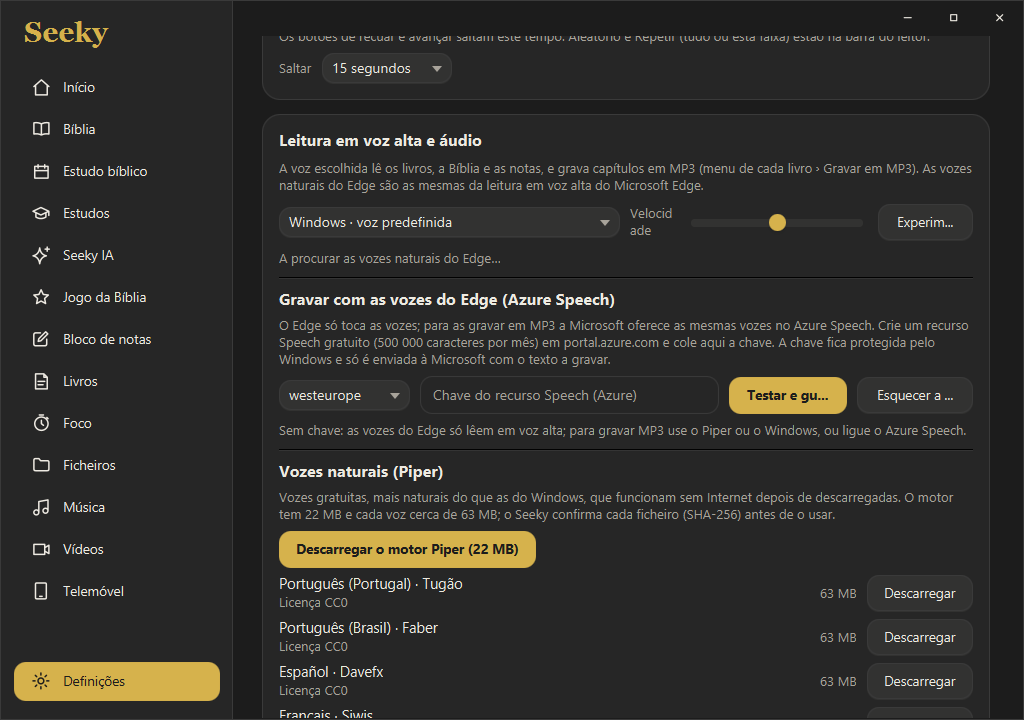 Seeky
Início
Bíblia
Estudo bíblico
Estudos
Seeky IA
Jogo da Bíblia
Bloco de notas
Livros
Foco
Ficheiros
Música
Vídeos
Telemóvel
Definições
Os botões de recuar e avançar saltam este tempo. Aleatório e Repetir (tudo ou esta faixa) estão na barra do leitor.
Saltar
15 segundos
Leitura em voz alta e áudio
A voz escolhida lê os livros, a Bíblia e as notas, e grava capítulos em MP3 (menu de cada livro › Gravar em MP3). As vozes
naturais do Edge são as mesmas da leitura em voz alta do Microsoft Edge.
Windows · voz predefinida
Velocid
ade
Experim...
A procurar as vozes naturais do Edge...
Gravar com as vozes do Edge (Azure Speech)
O Edge só toca as vozes; para as gravar em MP3 a Microsoft oferece as mesmas vozes no Azure Speech. Crie um recurso
Speech gratuito (500 000 caracteres por mês) em portal.azure.com e cole aqui a chave. A chave fica protegida pelo
Windows e só é enviada à Microsoft com o texto a gravar.
westeurope
Chave do recurso Speech (Azure)
Testar e gu...
Esquecer a ...
Sem chave: as vozes do Edge só lêem em voz alta; para gravar MP3 use o Piper ou o Windows, ou ligue o Azure Speech.
Vozes naturais (Piper)
Vozes gratuitas, mais naturais do que as do Windows, que funcionam sem Internet depois de descarregadas. O motor
tem 22 MB e cada voz cerca de 63 MB; o Seeky confirma cada ficheiro (SHA-256) antes de o usar.
Descarregar o motor Piper (22 MB)
Português (Portugal) · Tugão
Licença CC0
63 MB
Descarregar
Português (Brasil) · Faber
Licença CC0
63 MB
Descarregar
Español · Davefx
Licença CC0
63 MB
Descarregar
Français · Siwis